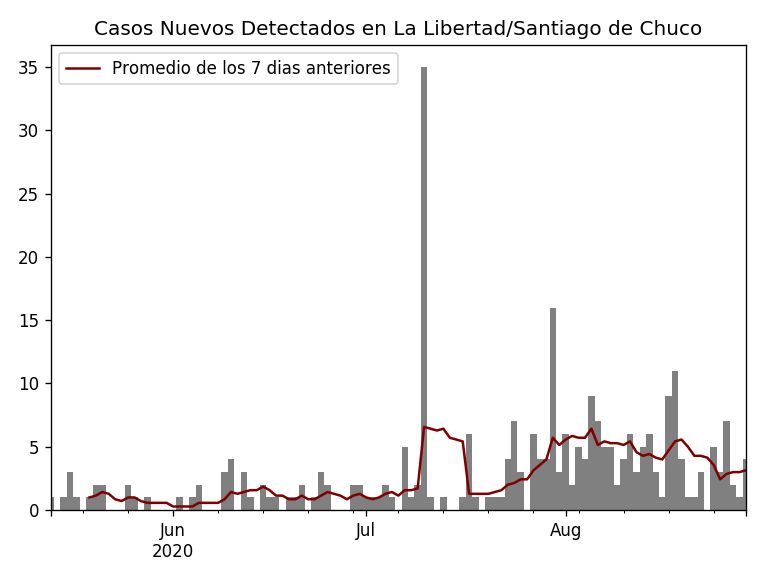 Casos Nuevos Detectados en La Libertad/Santiago de Chuco
Promedio de los 7 dias anteriores
35
30
25
20
15
10
5
0
Jun
2020
Jul
Aug